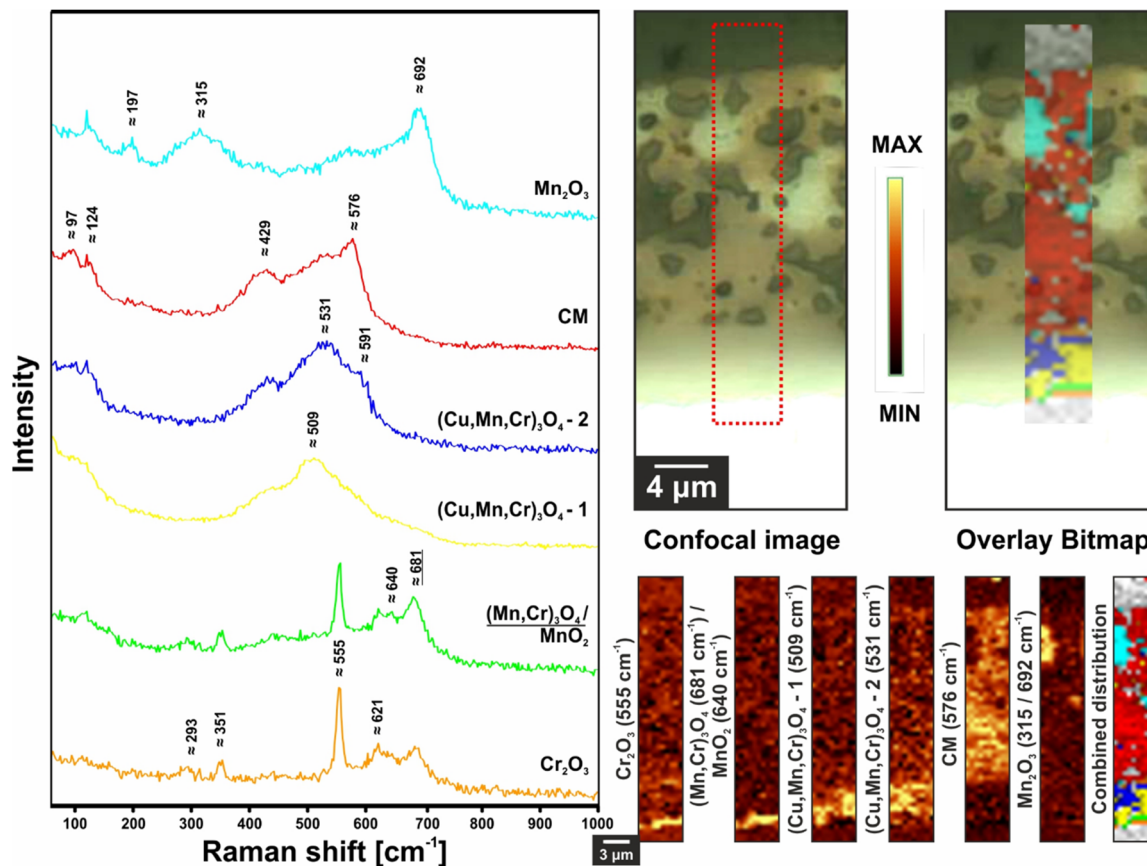 Intensity
≈ 197
≈ 315
≈ 692
Mn₂O₃
≈ 97
≈ 124
≈ 429
≈ 576
CM
≈ 531
≈ 591
(Cu,Mn,Cr)₃O₄ - 2
≈ 509
(Cu,Mn,Cr)₃O₄ - 1
≈ 640
≈ 681
(Mn,Cr)₃O₄/
MnO₂
≈ 555
≈ 293
≈ 351
≈ 621
Cr₂O₃
100 200 300 400 500 600 700 800 900 1000
Raman shift [cm⁻¹]
4 µm
MAX
MIN
Confocal image
Overlay Bitmap
3 µm
Cr₂O₃ (555 cm⁻¹)
(Mn,Cr)₃O₄ (681 cm⁻¹) /
MnO₂ (640 cm⁻¹)
(Cu,Mn,Cr)₃O₄ - 1 (509 cm⁻¹)
(Cu,Mn,Cr)₃O₄ - 2 (531 cm⁻¹)
CM (576 cm⁻¹)
Mn₂O₃ (315 / 692 cm⁻¹)
Combined distribution